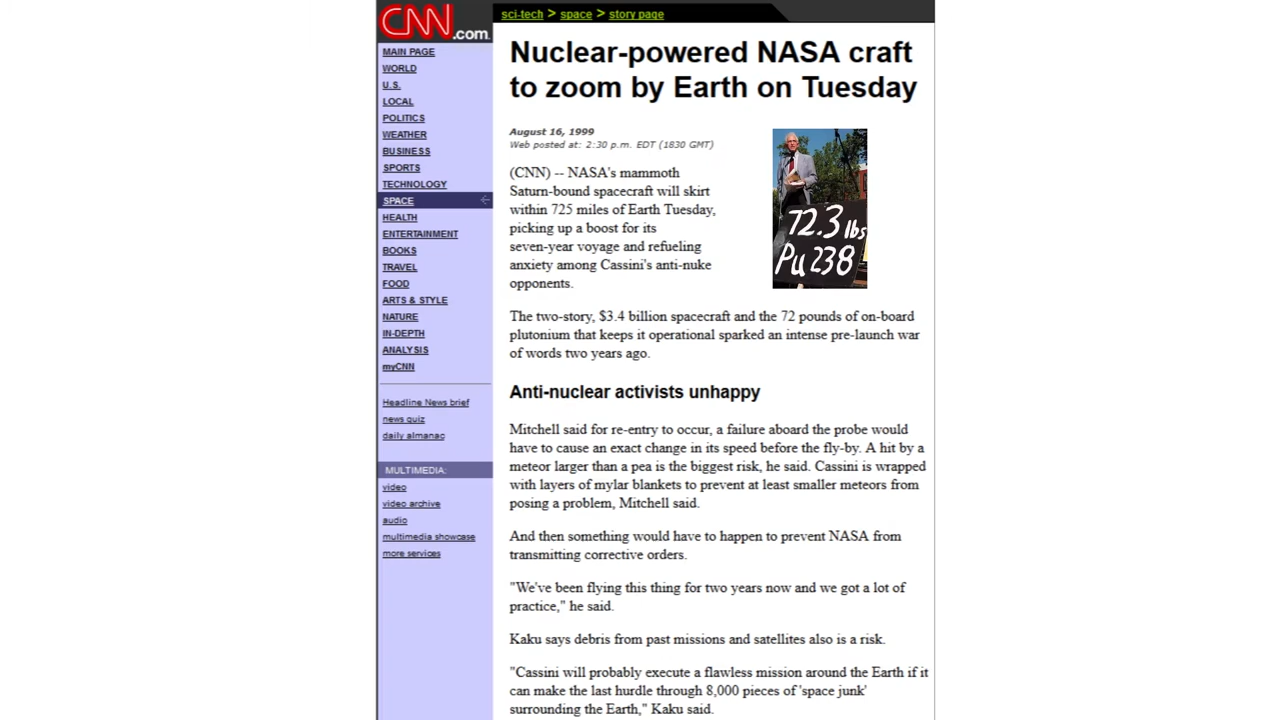 CNN.com.
sci-tech > space > story page
MAIN PAGE
WORLD
U.S.
LOCAL
POLITICS
WEATHER
BUSINESS
SPORTS
TECHNOLOGY
SPACE
HEALTH
ENTERTAINMENT
BOOKS
TRAVEL
FOOD
ARTS & STYLE
NATURE
IN-DEPTH
ANALYSIS
myCNN
Headline News brief
news quiz
daily almanac
MULTIMEDIA:
video
video archive
audio
multimedia showcase
more services
Nuclear-powered NASA craft
to zoom by Earth on Tuesday
August 16, 1999
Web posted at: 2:30 p.m. EDT (1830 GMT)
(CNN) -- NASA's mammoth
Saturn-bound spacecraft will skirt
within 725 miles of Earth Tuesday,
picking up a boost for its
seven-year voyage and refueling
anxiety among Cassini's anti-nuke
opponents.
72.3 lbs
Pu 238
The two-story, $3.4 billion spacecraft and the 72 pounds of on-board
plutonium that keeps it operational sparked an intense pre-launch war
of words two years ago.
Anti-nuclear activists unhappy
Mitchell said for re-entry to occur, a failure aboard the probe would
have to cause an exact change in its speed before the fly-by. A hit by a
meteor larger than a pea is the biggest risk, he said. Cassini is wrapped
with layers of mylar blankets to prevent at least smaller meteors from
posing a problem, Mitchell said.
And then something would have to happen to prevent NASA from
transmitting corrective orders.
"We've been flying this thing for two years now and we got a lot of
practice," he said.
Kaku says debris from past missions and satellites also is a risk.
"Cassini will probably execute a flawless mission around the Earth if it
can make the last hurdle through 8,000 pieces of 'space junk'
surrounding the Earth," Kaku said.